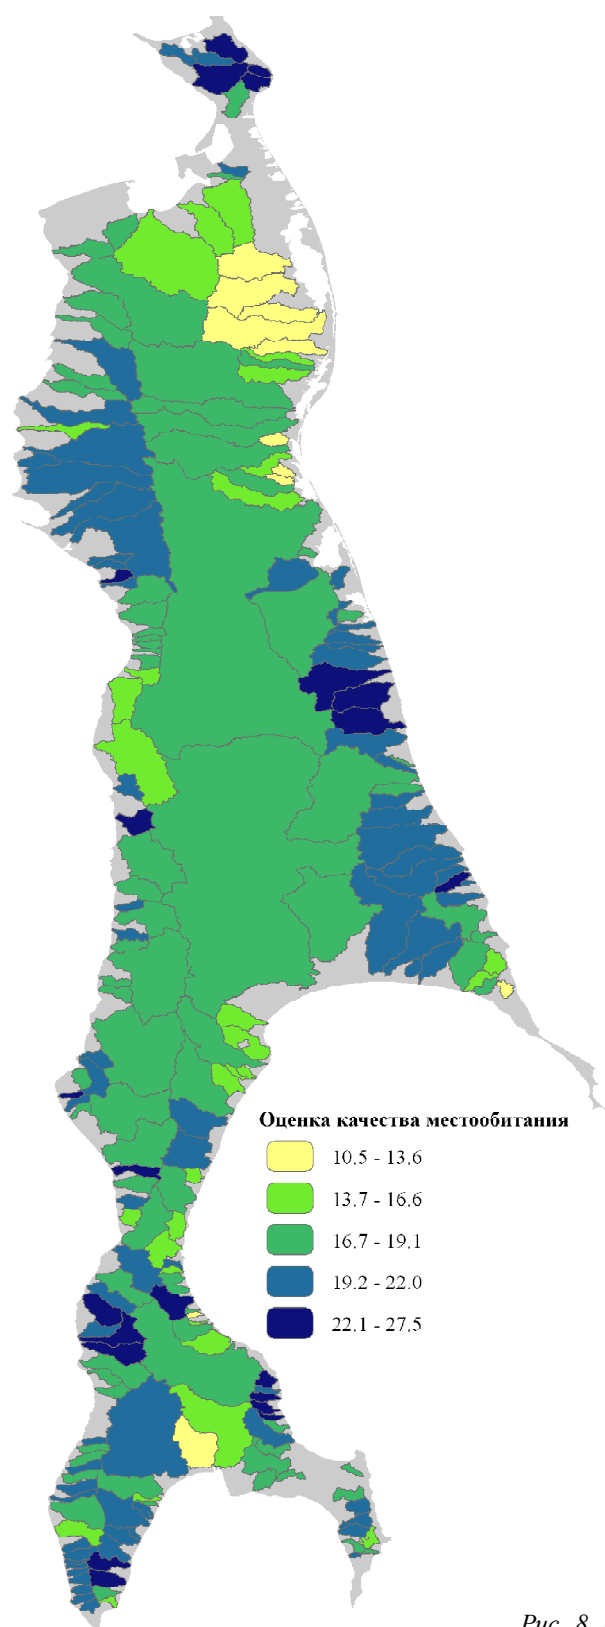 Оценка качества местообитания
10,5 - 13,6
13,7 - 16,6
16,7 - 19,1
19,2 - 22,0
22,1 - 27,5
Рис. 8